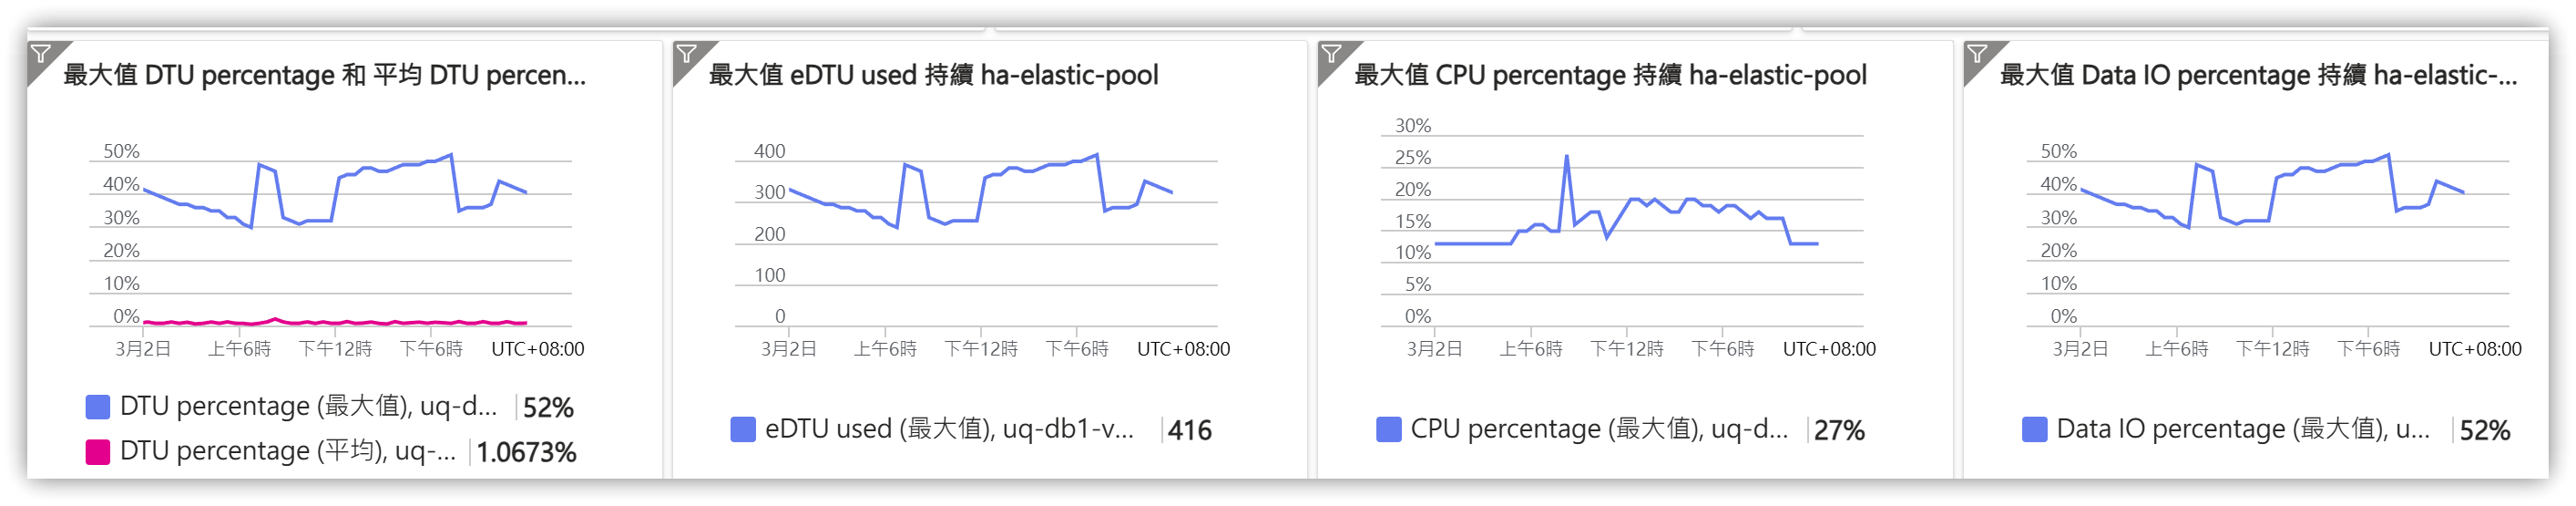 最大值 DTU percentage 和 平均 DTU percen...
50%
40%
30%
20%
10%
0%
3月2日 上午6時 下午12時 下午6時 UTC+08:00
DTU percentage (最大值), uq-d... 52%
DTU percentage (平均), uq-... 1.0673%
最大值 eDTU used 持續 ha-elastic-pool
400
300
200
100
0
3月2日 上午6時 下午12時 下午6時 UTC+08:00
eDTU used (最大值), uq-db1-v... 416
最大值 CPU percentage 持續 ha-elastic-pool
30%
25%
20%
15%
10%
5%
0%
3月2日 上午6時 下午12時 下午6時 UTC+08:00
CPU percentage (最大值), uq-d... 27%
最大值 Data IO percentage 持續 ha-elastic-...
50%
40%
30%
20%
10%
0%
3月2日 上午6時 下午12時 下午6時 UTC+08:00
Data IO percentage (最大值), u... 52%